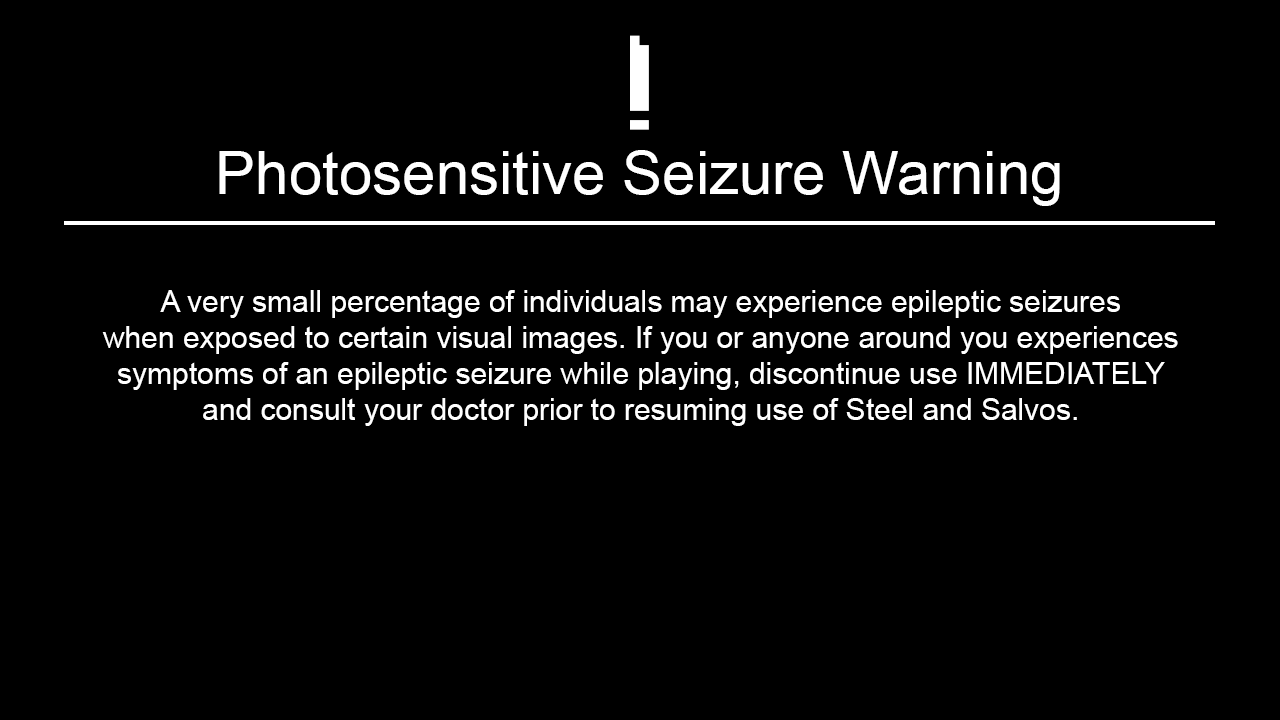 !
Photosensitive Seizure Warning
A very small percentage of individuals may experience epileptic seizures
when exposed to certain visual images. If you or anyone around you experiences
symptoms of an epileptic seizure while playing, discontinue use IMMEDIATELY
and consult your doctor prior to resuming use of Steel and Salvos.